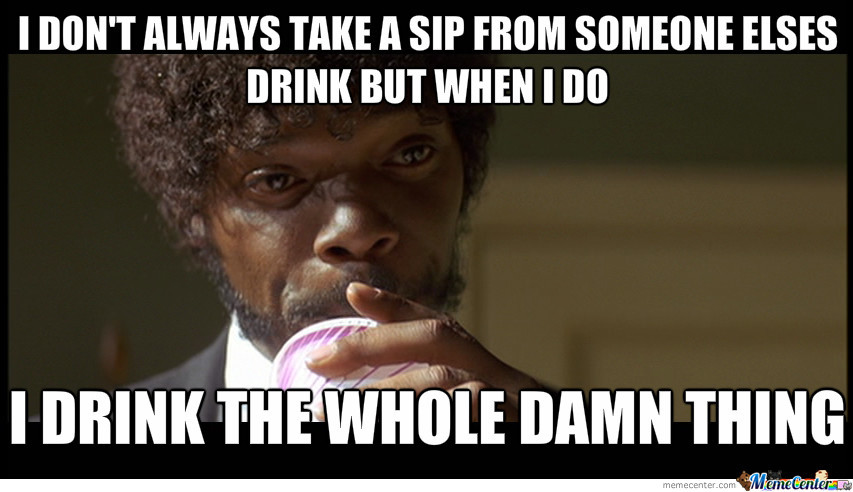 I DON'T ALWAYS TAKE A SIP FROM SOMEONE ELSES
DRINK BUT WHEN I DO
I DRINK THE WHOLE DAMN THING
memecenter.com MemeCenter